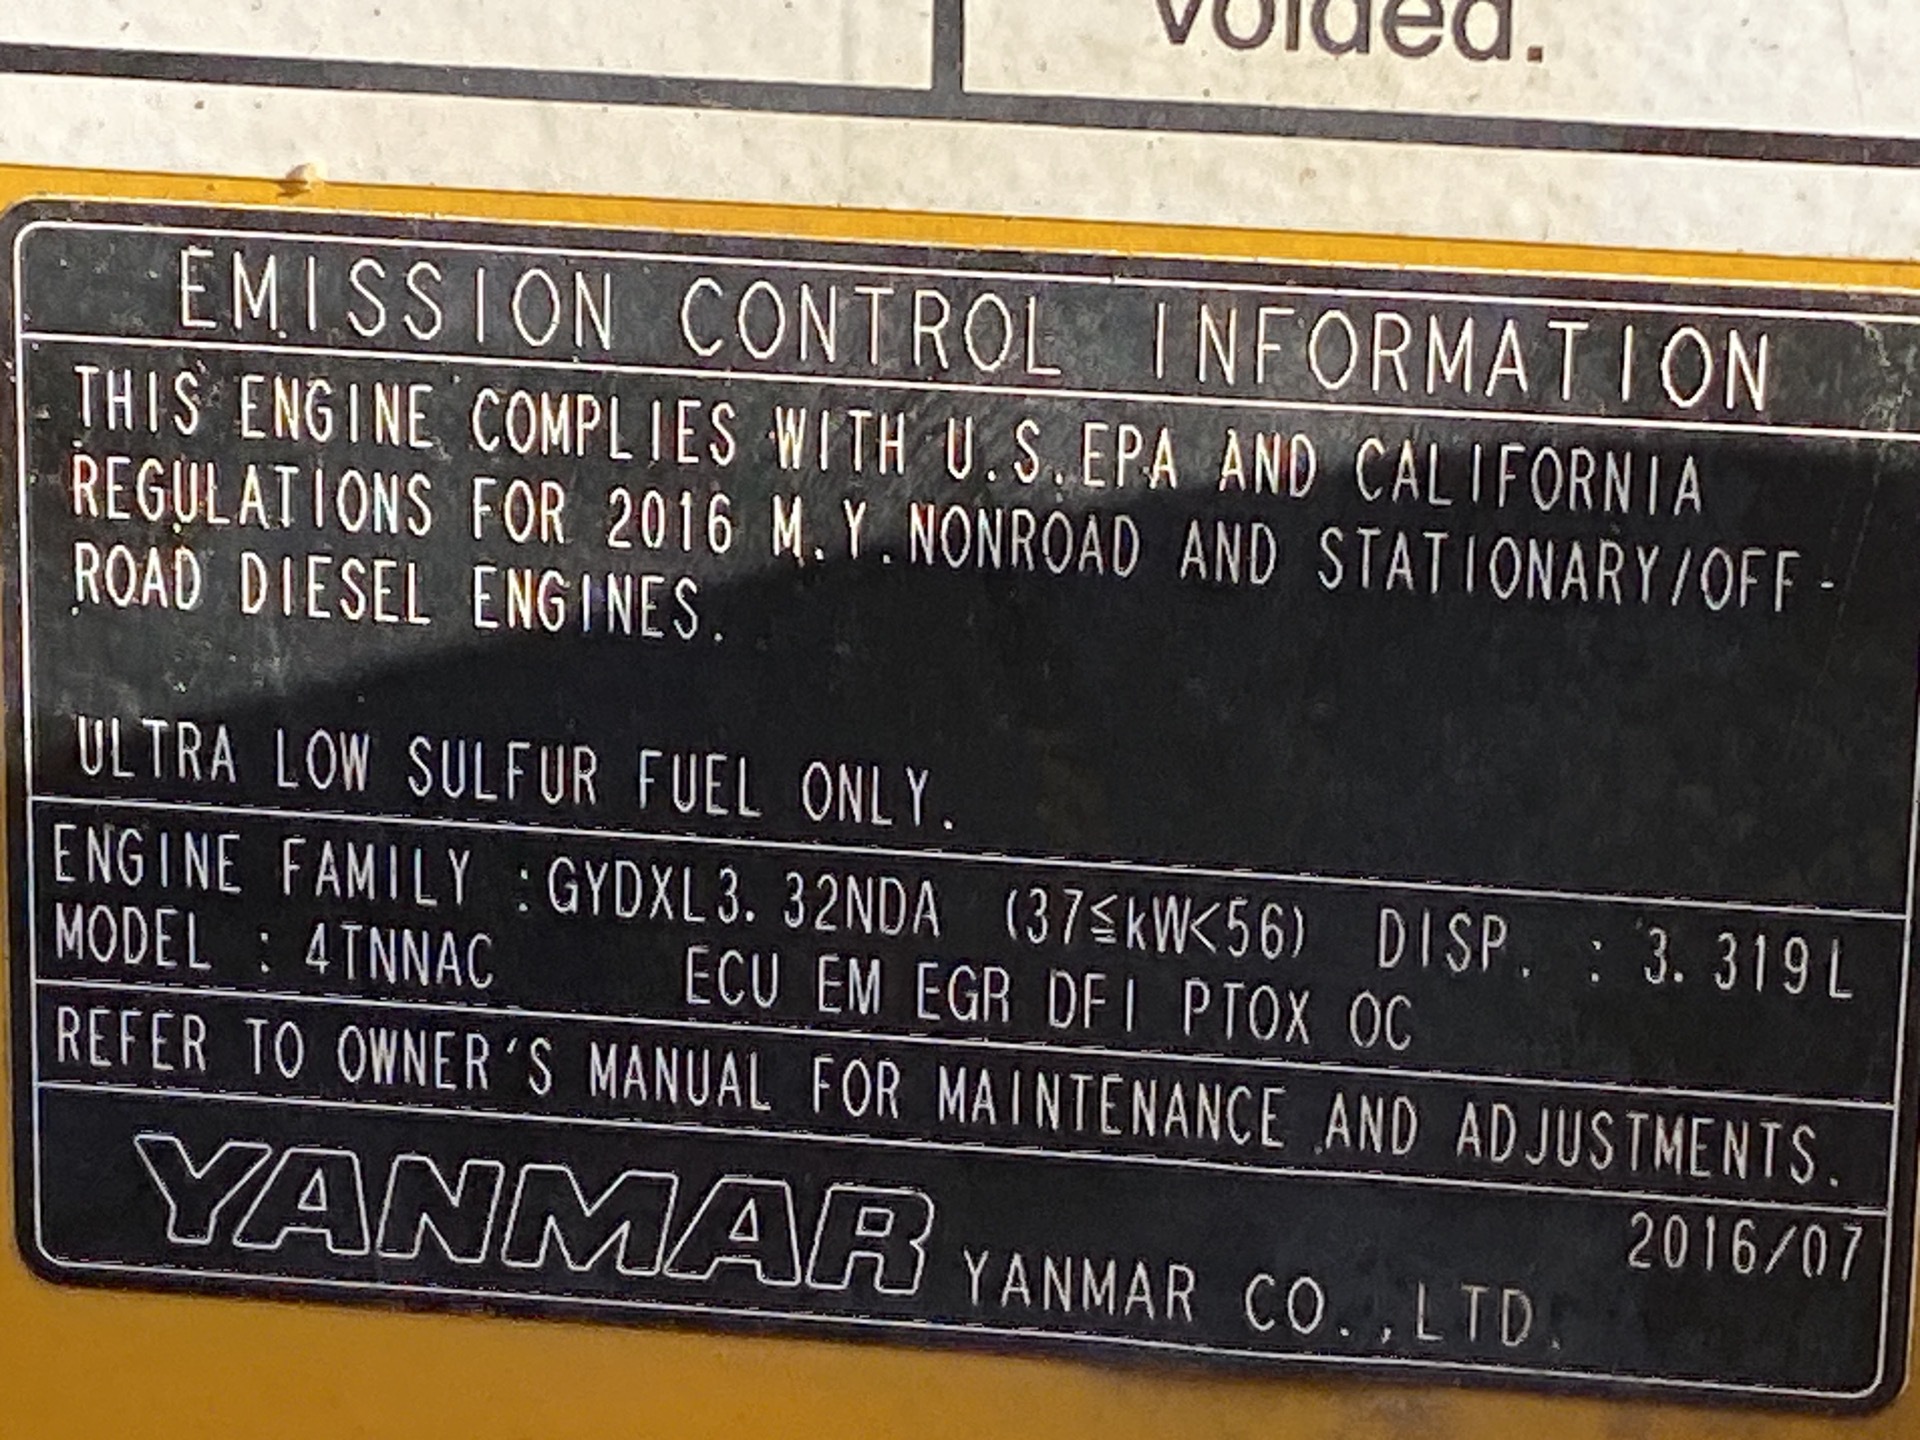 voided.
EMISSION CONTROL INFORMATION
THIS ENGINE COMPLIES WITH U.S.EPA AND CALIFORNIA
REGULATIONS FOR 2016 M.Y.NONROAD AND STATIONARY/OFF-
ROAD DIESEL ENGINES.
ULTRA LOW SULFUR FUEL ONLY.
ENGINE FAMILY :GYDXL3.32NDA (37≦kW<56) DISP. : 3.319L
MODEL : 4TNNAC ECU EM EGR DFI PTOX OC
REFER TO OWNER'S MANUAL FOR MAINTENANCE AND ADJUSTMENTS.
2016/07
YANMAR YANMAR CO.,LTD.